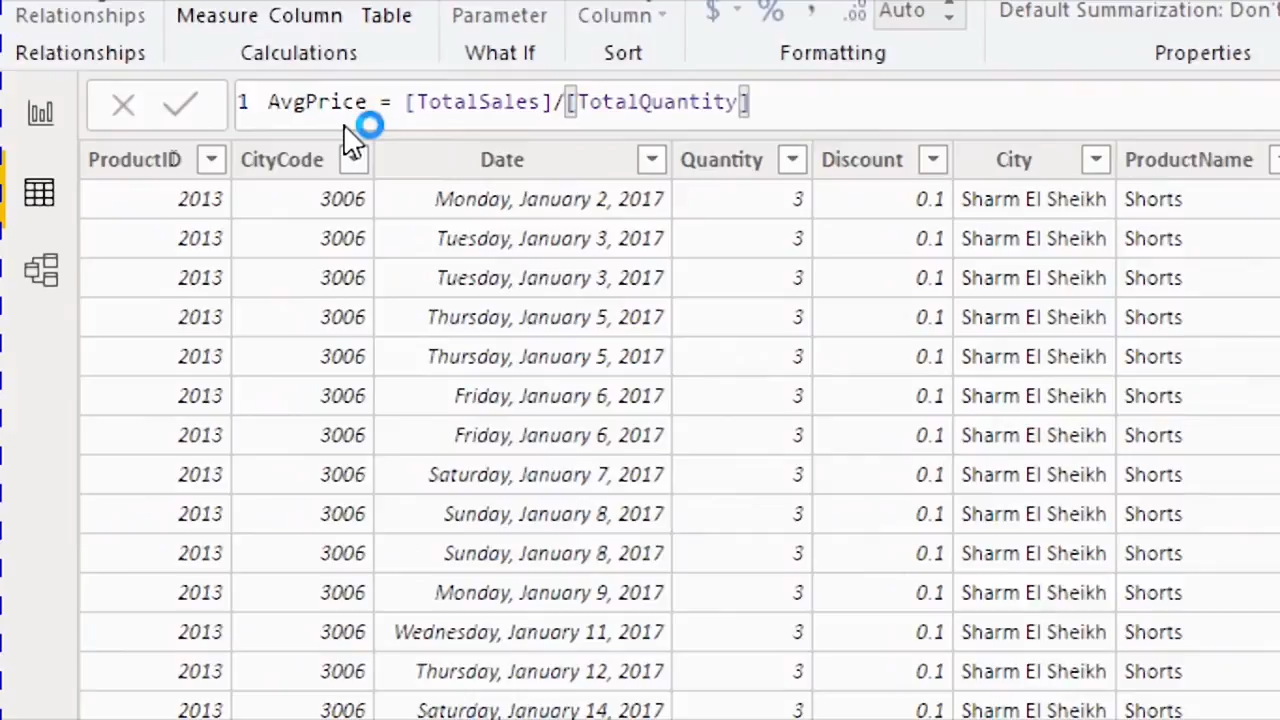 Relationships Measure Column Table Parameter Column $ % , .00 Auto Default Summarization: Don't
Relationships Calculations What If Sort Formatting Properties
1 AvgPrice = [TotalSales]/[TotalQuantity]
ProductID CityCode Date Quantity Discount City ProductName
2013 3006 Monday, January 2, 2017 3 0.1 Sharm El Sheikh Shorts
2013 3006 Tuesday, January 3, 2017 3 0.1 Sharm El Sheikh Shorts
2013 3006 Tuesday, January 3, 2017 3 0.1 Sharm El Sheikh Shorts
2013 3006 Thursday, January 5, 2017 3 0.1 Sharm El Sheikh Shorts
2013 3006 Thursday, January 5, 2017 3 0.1 Sharm El Sheikh Shorts
2013 3006 Friday, January 6, 2017 3 0.1 Sharm El Sheikh Shorts
2013 3006 Friday, January 6, 2017 3 0.1 Sharm El Sheikh Shorts
2013 3006 Saturday, January 7, 2017 3 0.1 Sharm El Sheikh Shorts
2013 3006 Sunday, January 8, 2017 3 0.1 Sharm El Sheikh Shorts
2013 3006 Sunday, January 8, 2017 3 0.1 Sharm El Sheikh Shorts
2013 3006 Monday, January 9, 2017 3 0.1 Sharm El Sheikh Shorts
2013 3006 Wednesday, January 11, 2017 3 0.1 Sharm El Sheikh Shorts
2013 3006 Thursday, January 12, 2017 3 0.1 Sharm El Sheikh Shorts
2013 3006 Saturday, January 14, 2017 3 0.1 Sharm El Sheikh Shorts